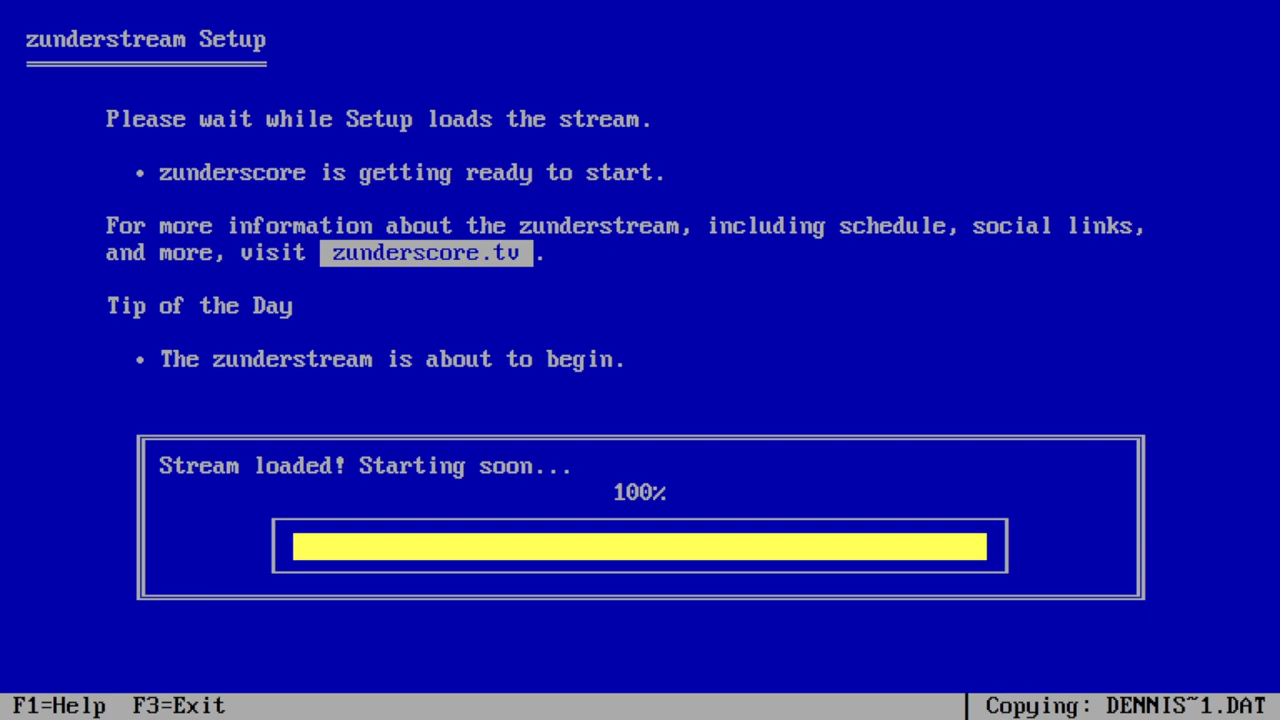 zunderstream Setup
Please wait while Setup loads the stream.
• zunderscore is getting ready to start.
For more information about the zunderstream, including schedule, social links,
and more, visit zunderscore.tv.
Tip of the Day
• The zunderstream is about to begin.
Stream loaded! Starting soon...
100%
F1=Help F3=Exit | Copying: DENNIS~1.DAT